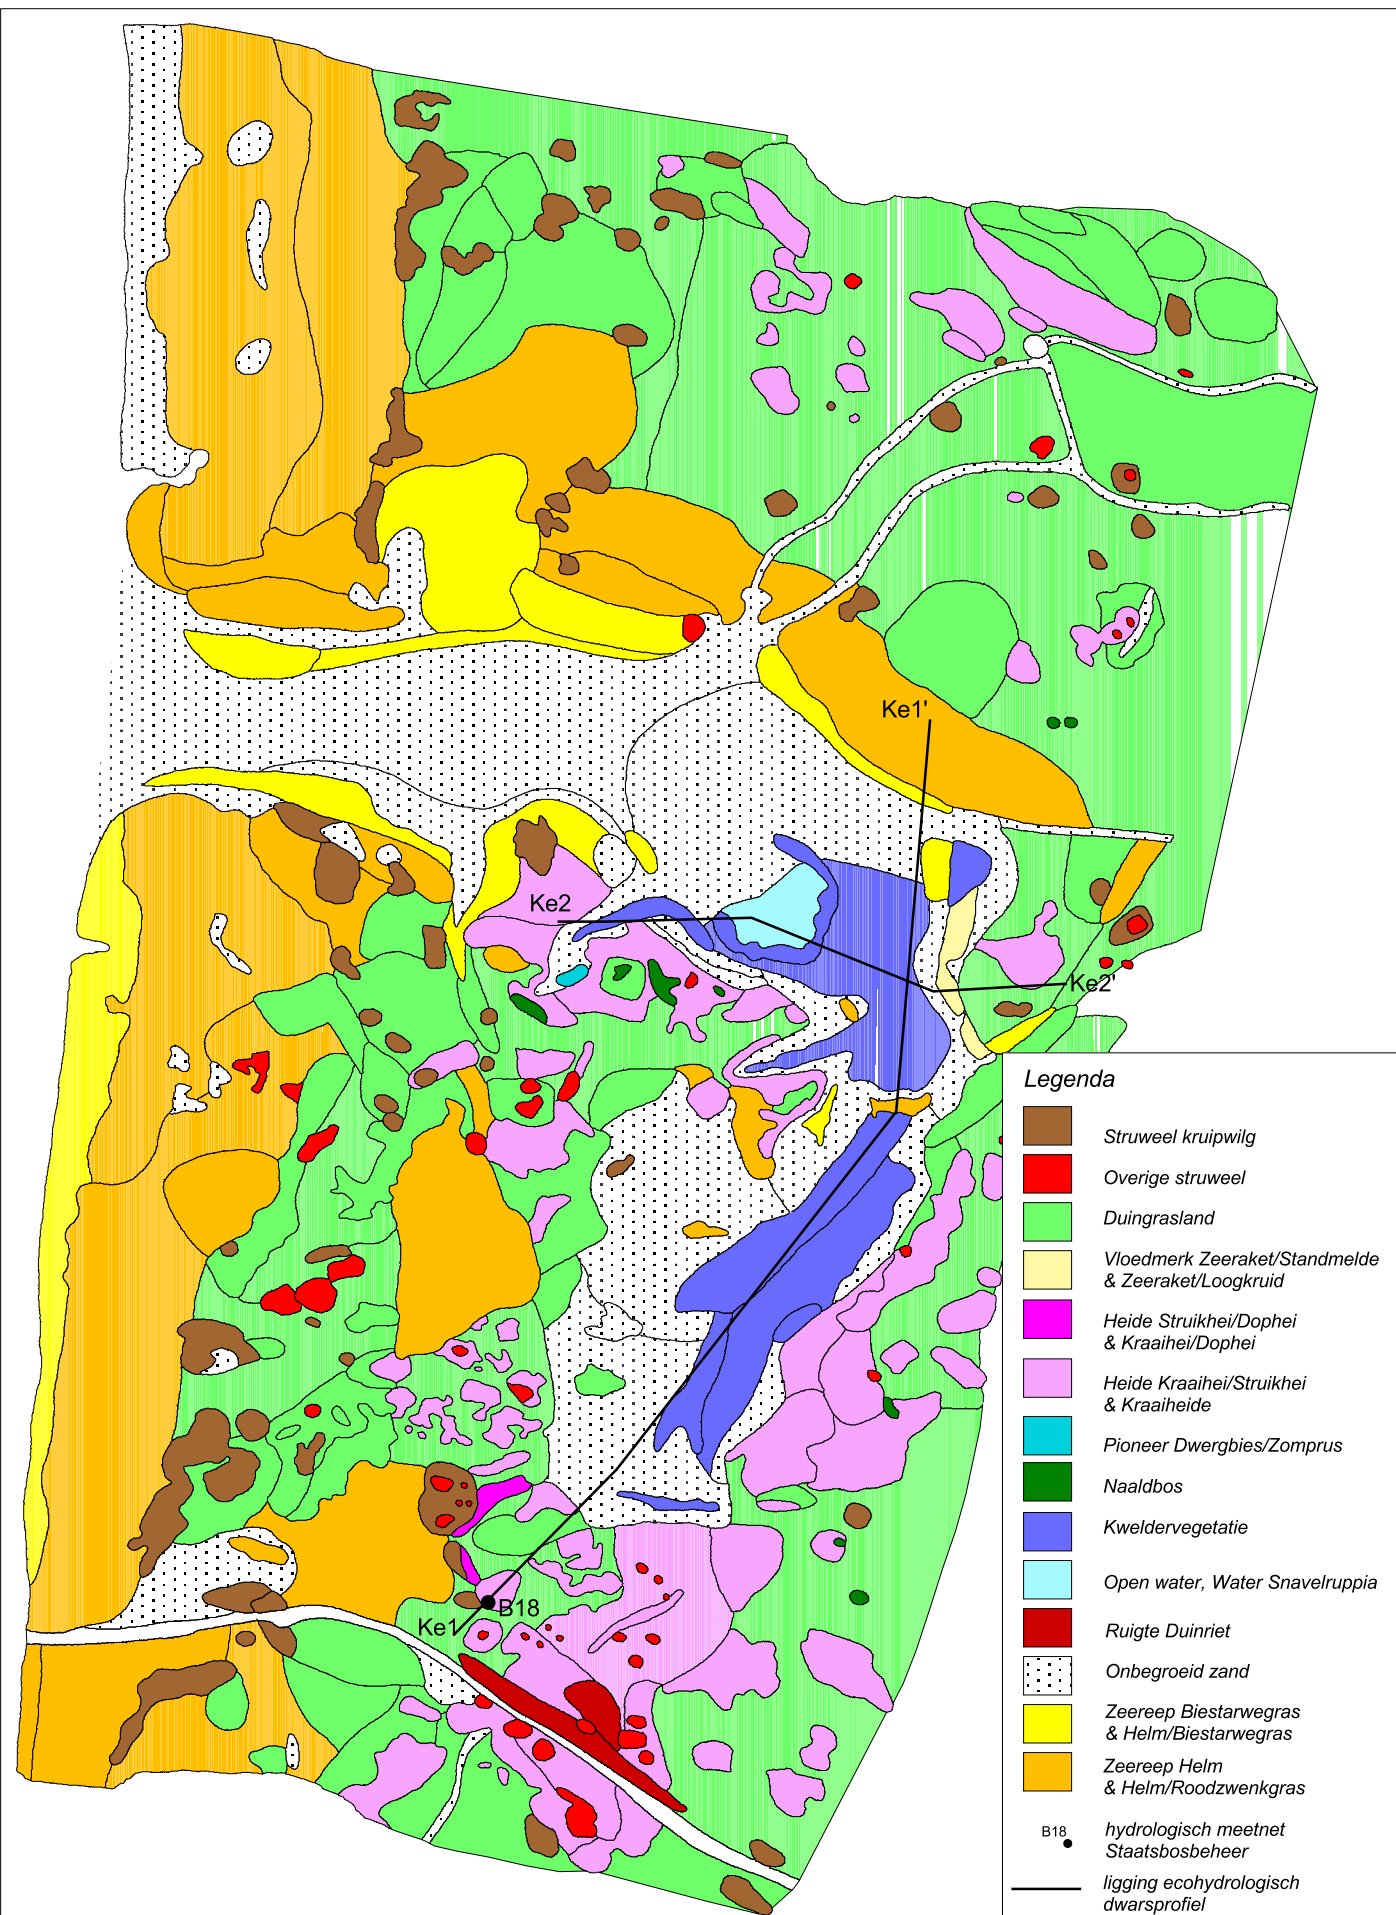 Ke1'
Ke2
Ke2'
B18
Ke1
Legenda
Struweel kruipwilg
Overige struweel
Duingrasland
Vloedmerk Zeeraket/Standmelde
& Zeeraket/Loogkruid
Heide Struikhei/Dophei
& Kraaihei/Dophei
Heide Kraaihei/Struikhei
& Kraaiheide
Pioneer Dwergbies/Zomprus
Naaldbos
Kweldervegetatie
Open water, Water Snavelruppia
Ruigte Duinriet
Onbegroeid zand
Zeereep Biestarwegras
& Helm/Biestarwegras
Zeereep Helm
& Helm/Roodzwenkgras
B18
hydrologisch meetnet
Staatsbosbeheer
ligging ecohydrologisch
dwarsprofiel